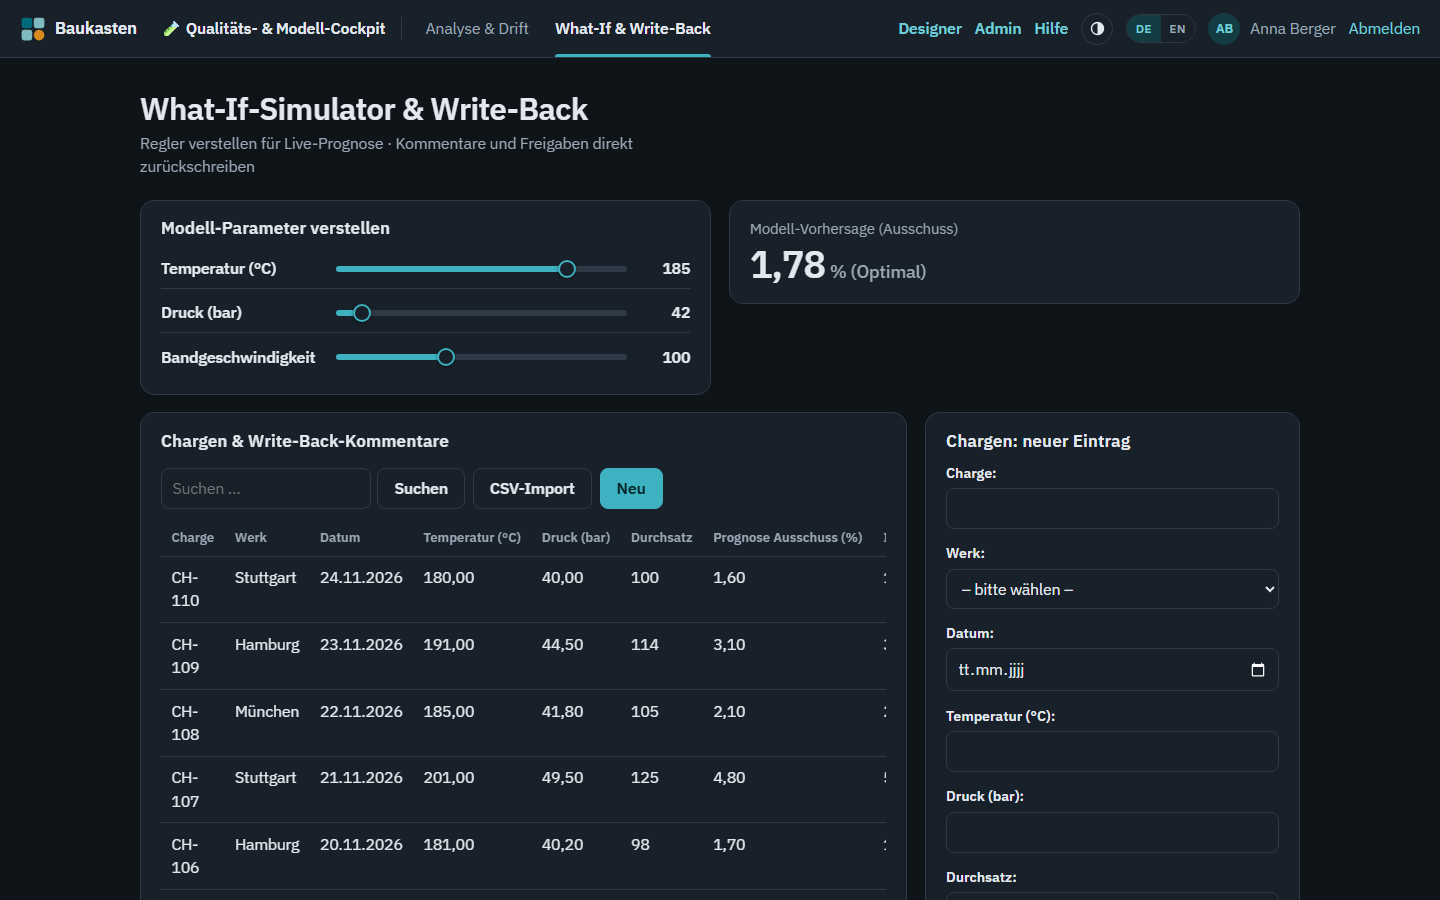 Baukasten
Qualitäts- & Modell-Cockpit
Analyse & Drift
What-If & Write-Back
Designer
Admin
Hilfe
DE
EN
AB
Anna Berger
Abmelden
What-If-Simulator & Write-Back
Regler verstellen für Live-Prognose · Kommentare und Freigaben direkt
zurückschreiben
Modell-Parameter verstellen
Temperatur (°C) 185
Druck (bar) 42
Bandgeschwindigkeit 100
Modell-Vorhersage (Ausschuss)
1,78 % (Optimal)
Chargen & Write-Back-Kommentare
Suchen ...
Suchen
CSV-Import
Neu
Charge Werk Datum Temperatur (°C) Druck (bar) Durchsatz Prognose Ausschuss (%)
CH-110 Stuttgart 24.11.2026 180,00 40,00 100 1,60
CH-109 Hamburg 23.11.2026 191,00 44,50 114 3,10
CH-108 München 22.11.2026 185,00 41,80 105 2,10
CH-107 Stuttgart 21.11.2026 201,00 49,50 125 4,80
CH-106 Hamburg 20.11.2026 181,00 40,20 98 1,70
Chargen: neuer Eintrag
Charge:
Werk:
– bitte wählen –
Datum:
tt.mm.jjjj
Temperatur (°C):
Druck (bar):
Durchsatz: